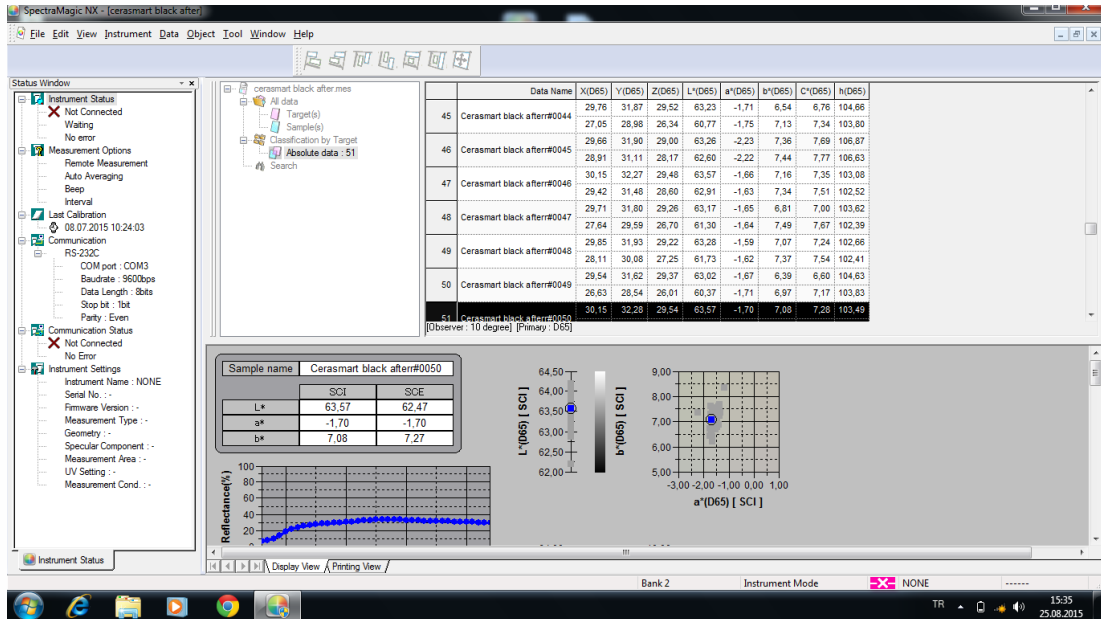 SpectraMagic NX - [cerasmart black after]
File Edit View Instrument Data Object Tool Window Help
Status Window
Instrument Status
Not Connected
Waiting
No error
Measurement Options
Remote Measurement
Auto Averaging
Beep
Interval
Last Calibration
08.07.2015 10:24:03
Communication
RS-232C
COM port : COM3
Baudrate : 9600bps
Data Length : 8bits
Stop bit : 1bit
Parity : Even
Communication Status
Not Connected
No Error
Instrument Settings
Instrument Name : NONE
Serial No. : -
Firmware Version : -
Measurement Type : -
Geometry : -
Specular Component : -
Measurement Area : -
UV Setting : -
Measurement Cond. : -
Instrument Status
cerasmart black after.mes
All data
Target(s)
Sample(s)
Classification by Target
Absolute data : 51
Search
Data Name X(D65) Y(D65) Z(D65) L*(D65) a*(D65) b*(D65) C*(D65) h(D65)
45 Cerasmart black afterr#0044
29,76 31,87 29,52 63,23 -1,71 6,54 6,76 104,66
27,05 28,98 26,34 60,77 -1,75 7,13 7,34 103,80
46 Cerasmart black afterr#0045
29,66 31,90 29,00 63,26 -2,23 7,36 7,69 106,87
28,91 31,11 28,17 62,60 -2,22 7,44 7,77 106,63
47 Cerasmart black afterr#0046
30,15 32,27 29,48 63,57 -1,66 7,16 7,35 103,08
29,42 31,48 28,60 62,91 -1,63 7,34 7,51 102,52
48 Cerasmart black afterr#0047
29,71 31,80 29,26 63,17 -1,65 6,81 7,00 103,62
27,64 29,59 26,70 61,30 -1,64 7,49 7,67 102,39
49 Cerasmart black afterr#0048
29,85 31,93 29,22 63,28 -1,59 7,07 7,24 102,66
28,11 30,08 27,25 61,73 -1,62 7,37 7,54 102,41
50 Cerasmart black afterr#0049
29,54 31,62 29,37 63,02 -1,67 6,39 6,60 104,63
26,63 28,54 26,01 60,37 -1,71 6,97 7,17 103,83
51 Cerasmart black afterr#0050
30,15 32,28 29,54 63,57 -1,70 7,08 7,28 103,49
[Observer : 10 degree] [Primary : D65]
Sample name Cerasmart black afterr#0050
SCI SCE
L* 63,57 62,47
a* -1,70 -1,70
b* 7,08 7,27
Reflectance(%)
100
80
60
40
20
0
L*(D65) [ SCI ]
64,50
64,00
63,50
63,00
62,50
62,00
b*(D65) [ SCI ]
9,00
8,00
7,00
6,00
5,00
-3,00 -2,00 -1,00 0,00 1,00
a*(D65) [ SCI ]
Display View Printing View
Bank 2 Instrument Mode NONE ------
TR 15:35
25.08.2015